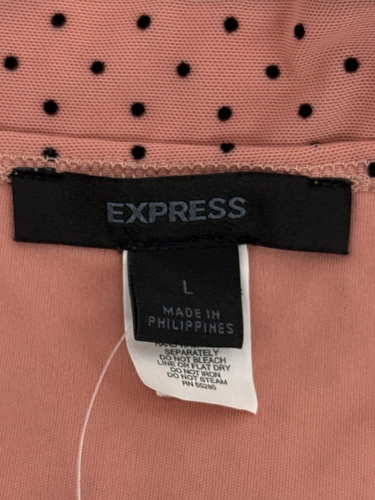 EXPRESS
L
MADE IN
PHILIPPINES
SEPARATELY
DO NOT BLEACH
LINE OR FLAT DRY
DO NOT IRON
DO NOT STEAM
RN 55285